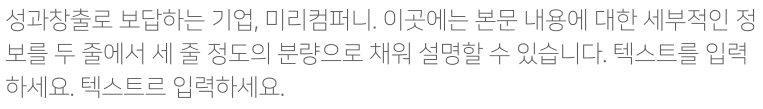 성과창출로 보답하는 기업, 미리컴퍼니. 이곳에는 본문 내용에 대한 세부적인 정
보를 두 줄에서 세 줄 정도의 분량으로 채워 설명할 수 있습니다. 텍스트를 입력
하세요. 텍스트르 입력하세요.